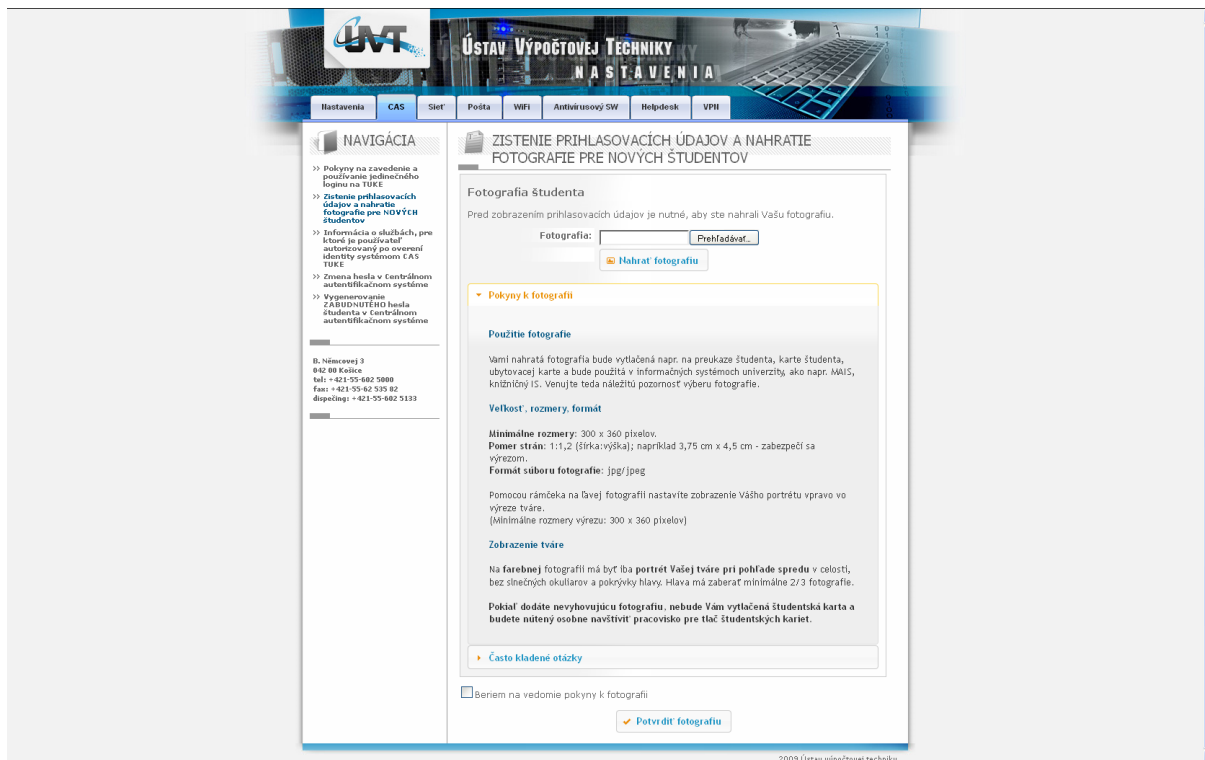 ÚVT
ÚSTAV VÝPOČTOVEJ TECHNIKY
NASTAVENIA
Nastavenia
CAS
Sieť
Pošta
WiFi
Antivírusový SW
Helpdesk
VPN
NAVIGÁCIA
>> Pokyny na zavedenie a
používanie jedinečného
loginu na TUKE
>> Zistenie prihlasovacích
údajov a nahratie
fotografie pre NOVÝCH
študentov
>> Informácia o službách, pre
ktoré je používateľ
autorizovaný po overení
identity systémom CAS
TUKE
>> Zmena hesla v Centrálnom
autentifikačnom systéme
>> Vygenerovanie
ZABUDNUTÉHO hesla
študenta v Centrálnom
autentifikačnom systéme
B. Němcovej 3
042 00 Košice
tel: +421-55-602 5000
fax: +421-55-62 535 82
dispečing: +421-55-602 5133
ZISTENIE PRIHLASOVACÍCH ÚDAJOV A NAHRATIE
FOTOGRAFIE PRE NOVÝCH ŠTUDENTOV
Fotografia študenta
Pred zobrazením prihlasovacích údajov je nutné, aby ste nahrali Vašu fotografiu.
Fotografia:
Prehľadávať...
Nahrať fotografiu
Pokyny k fotografii
Použitie fotografie
Vami nahratá fotografia bude vytlačená napr. na preukaze študenta, karte študenta,
ubytovacej karte a bude použitá v informačných systémoch univerzity, ako napr. MAIS,
knižničný IS. Venujte teda náležitú pozornosť výberu fotografie.
Veľkosť, rozmery, formát
Minimálne rozmery: 300 x 360 pixelov.
Pomer strán: 1:1,2 (šírka:výška); napríklad 3,75 cm x 4,5 cm - zabezpečí sa
výrezom.
Formát súboru fotografie: jpg/jpeg
Pomocou rámčeka na ľavej fotografii nastavíte zobrazenie Vášho portrétu vpravo vo
výreze tváre.
(Minimálne rozmery výrezu: 300 x 360 pixelov)
Zobrazenie tváre
Na farebnej fotografii má byť iba portrét Vašej tváre pri pohľade spredu v celosti,
bez slnečných okuliarov a pokrývky hlavy. Hlava má zaberať minimálne 2/3 fotografie.
Pokiaľ dodáte nevyhovujúcu fotografiu, nebude Vám vytlačená študentská karta a
budete nútený osobne navštíviť pracovisko pre tlač študentských kariet.
Často kladené otázky
Beriem na vedomie pokyny k fotografii
Potvrdiť fotografiu
2009 Ústav výpočtovej techniky